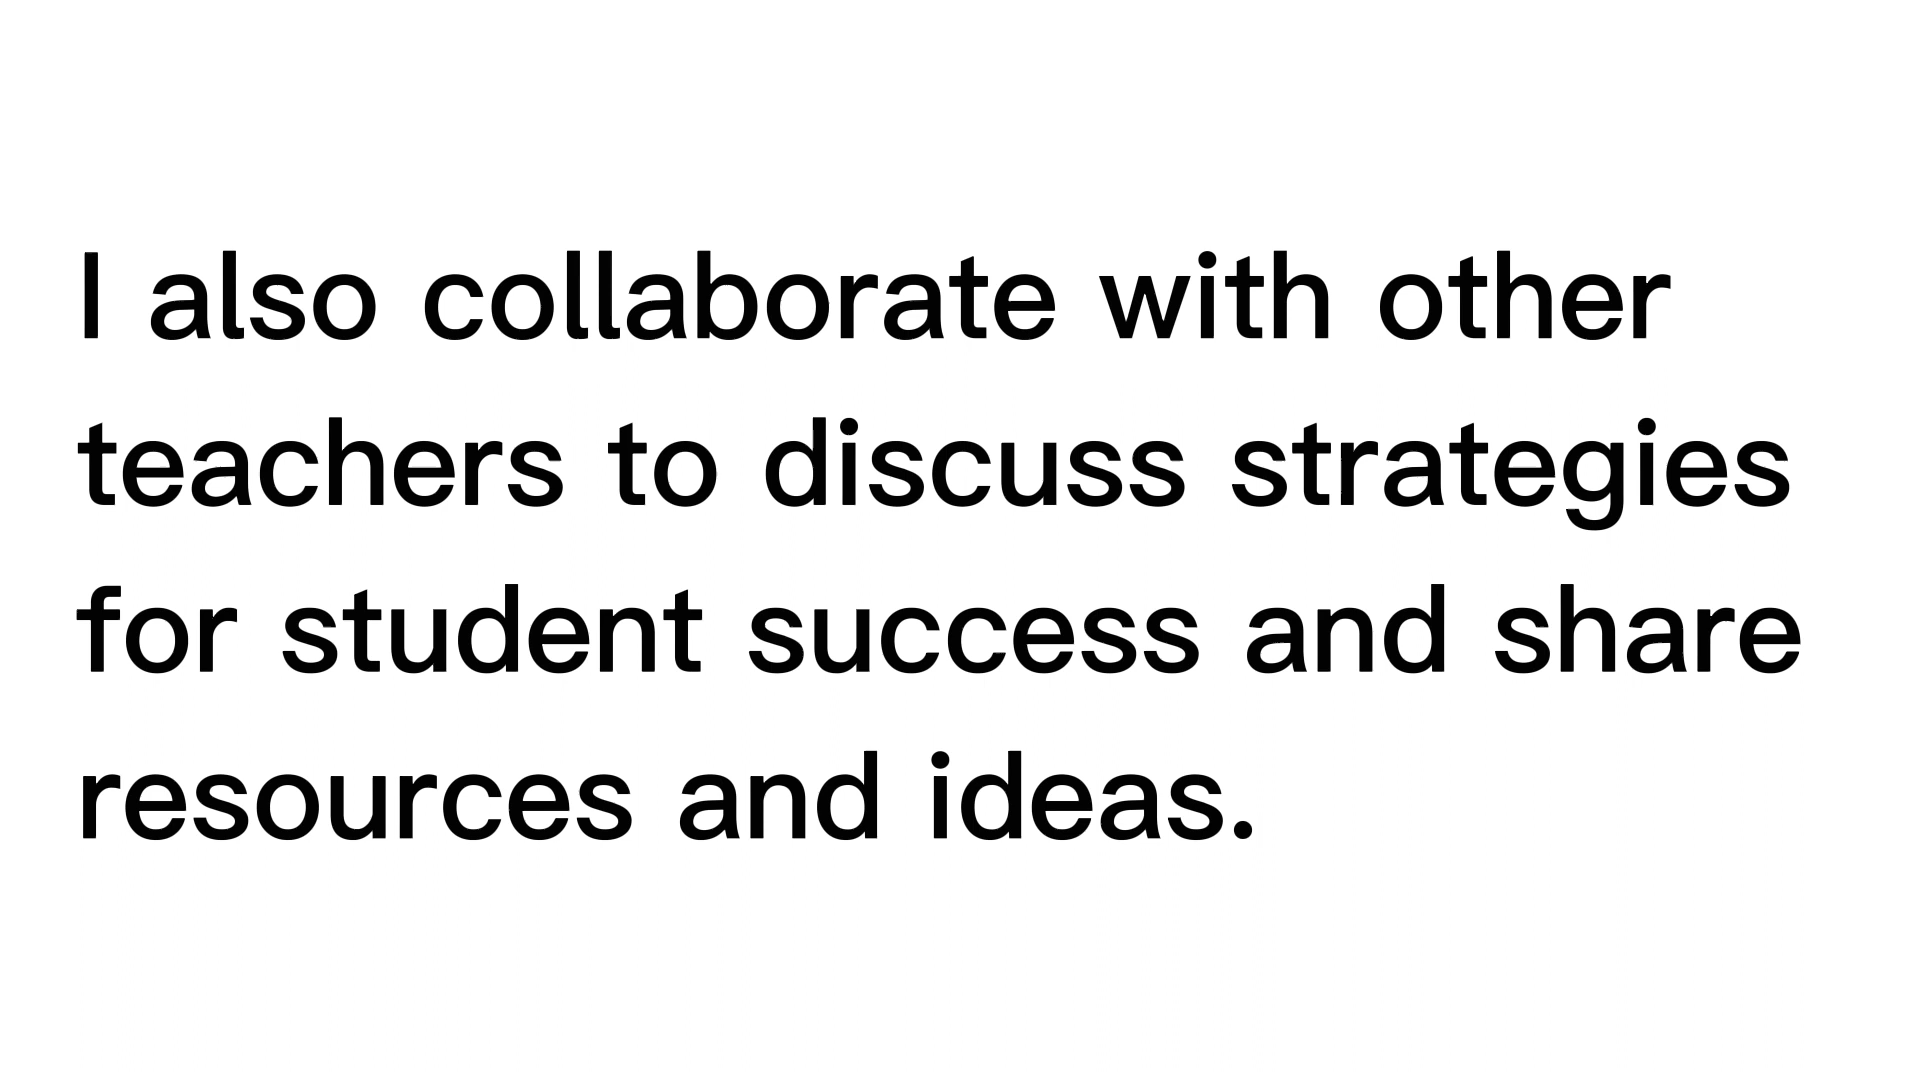 I also collaborate with other
teachers to discuss strategies
for student success and share
resources and ideas.